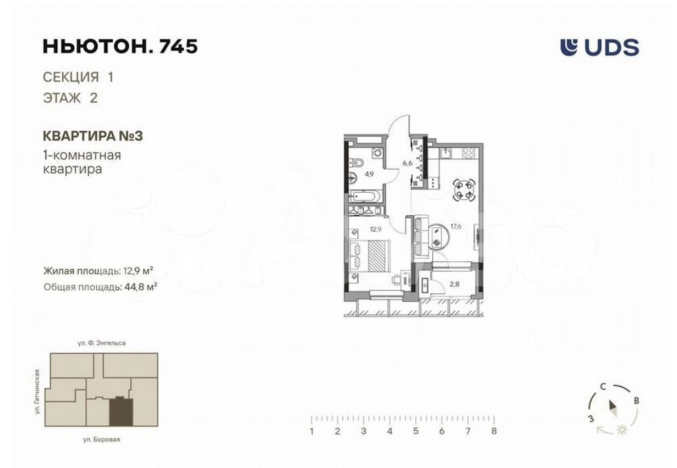 НЬЮТОН. 745
UDS
СЕКЦИЯ 1
ЭТАЖ 2
КВАРТИРА №3
1-комнатная
квартира
6.6
4.9
12.9
17.6
2.8
Жилая площадь: 12,9 м²
Общая площадь: 44,8 м²
ул. Ф. Энгельса
ул. Гатчинская
ул. Боровая
1 2 3 4 5 6 7 8
С
В
З